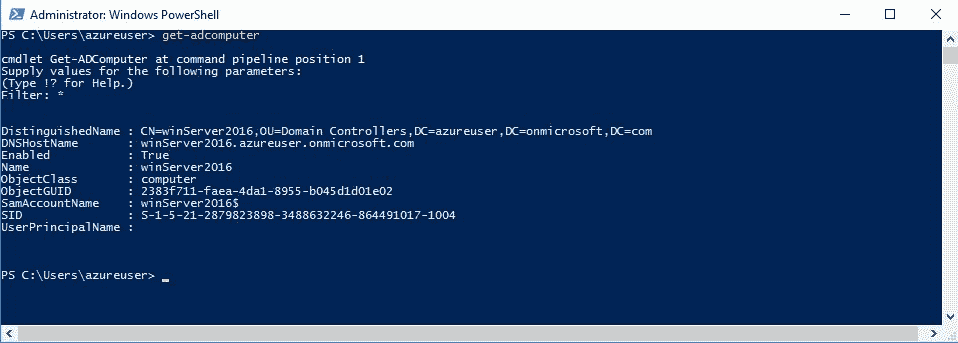 Administrator: Windows PowerShell
PS C:\Users\azureuser> get-adcomputer
cmdlet Get-ADComputer at command pipeline position 1
Supply values for the following parameters:
(Type !? for Help.)
Filter: *
DistinguishedName : CN=winServer2016,OU=Domain Controllers,DC=azureuser,DC=onmicrosoft,DC=com
DNSHostName : winServer2016.azureuser.onmicrosoft.com
Enabled : True
Name : winServer2016
ObjectClass : computer
ObjectGUID : 2383f711-faea-4da1-8955-b045d1d01e02
SamAccountName : winServer2016$
SID : S-1-5-21-2879823898-3488632246-864491017-1004
UserPrincipalName :
PS C:\Users\azureuser> _